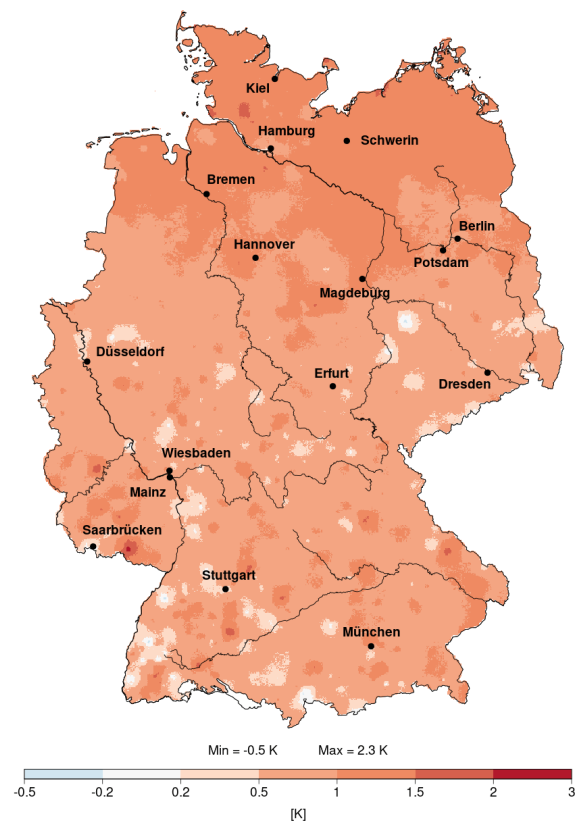 Kiel
Hamburg
Schwerin
Bremen
Berlin
Hannover
Potsdam
Magdeburg
Düsseldorf
Erfurt
Dresden
Wiesbaden
Mainz
Saarbrücken
Stuttgart
München
Min = -0.5 K Max = 2.3 K
-0.5 -0.2 0.2 0.5 1 1.5 2 3
[K]